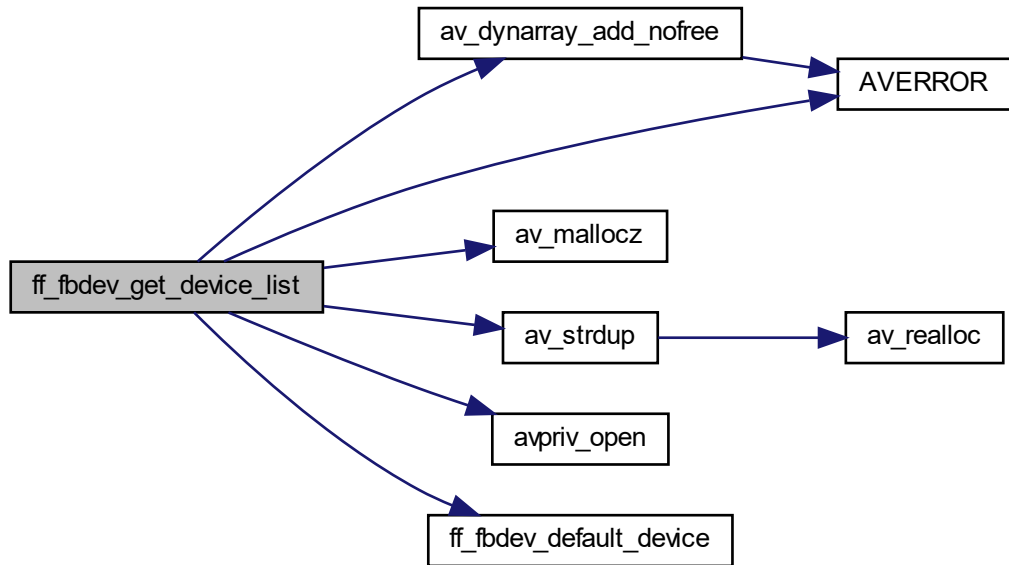 av_dynarray_add_nofree
AVERROR
av_mallocz
ff_fbdev_get_device_list
av_strdup
av_realloc
avpriv_open
ff_fbdev_default_device